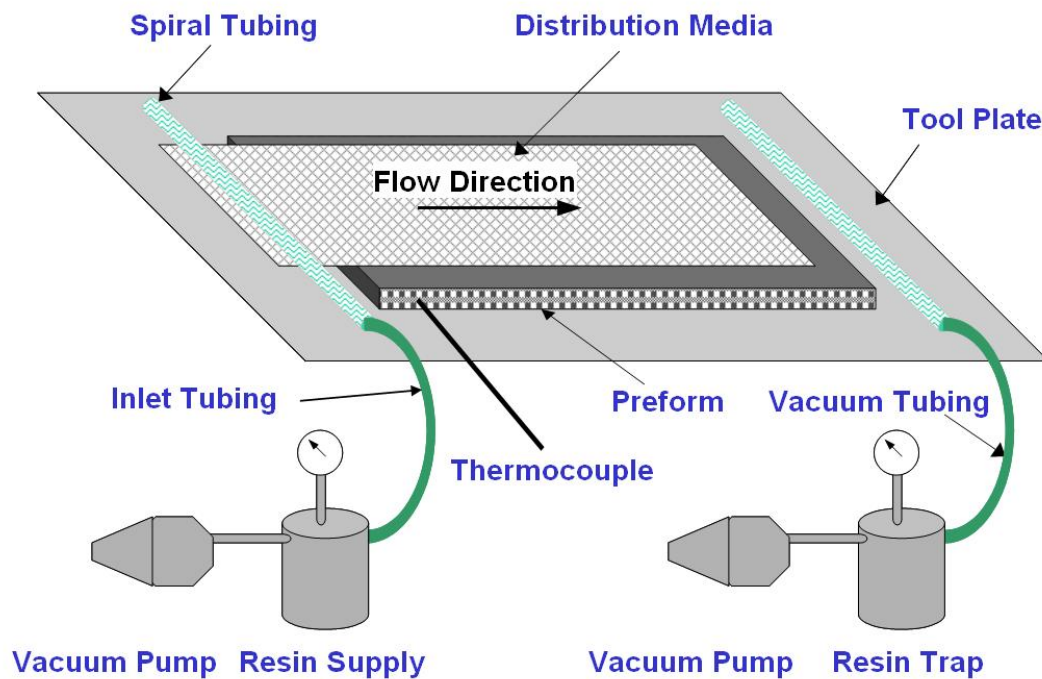 Spiral Tubing
Distribution Media
Tool Plate
Flow Direction
Inlet Tubing
Preform
Vacuum Tubing
Thermocouple
Vacuum Pump
Resin Supply
Vacuum Pump
Resin Trap